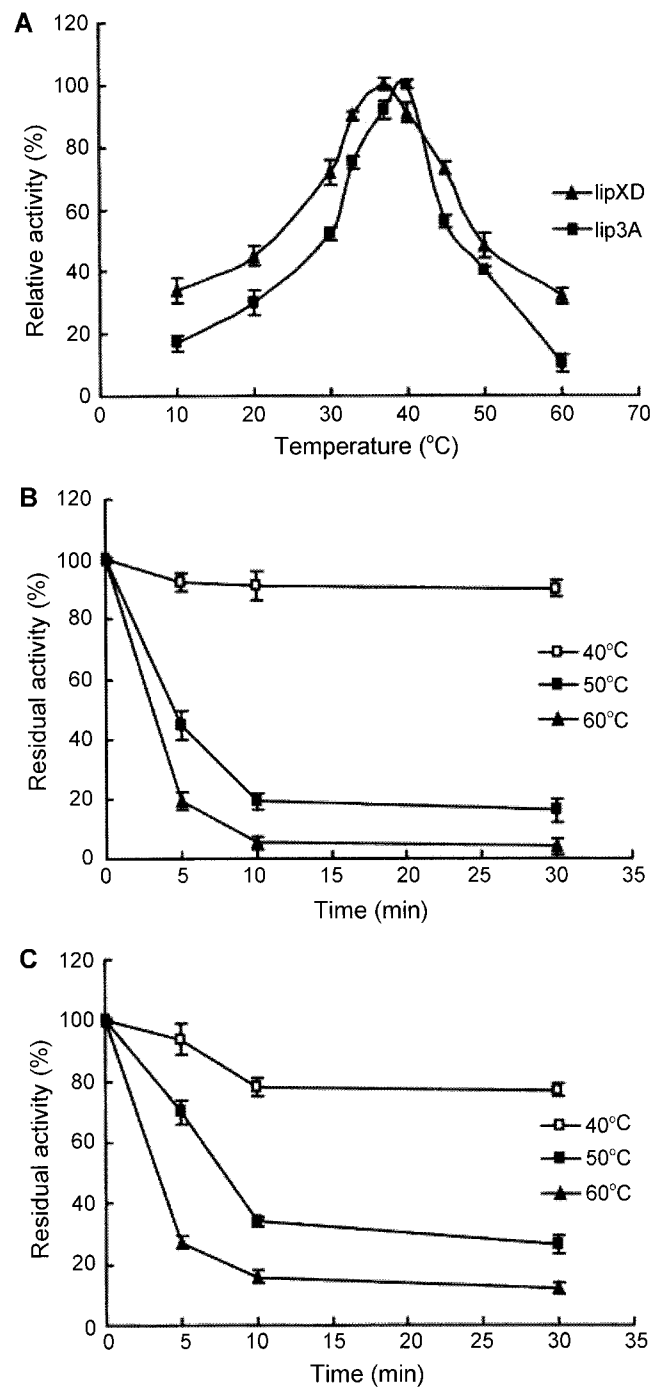 A
120
100
80
60
40
20
0
Relative activity (%)
lipXD
lip3A
0 10 20 30 40 50 60 70
Temperature (°C)
B
120
100
80
60
40
20
0
Residual activity (%)
40°C
50°C
60°C
0 5 10 15 20 25 30 35
Time (min)
C
120
100
80
60
40
20
0
Residual activity (%)
40°C
50°C
60°C
0 5 10 15 20 25 30 35
Time (min)